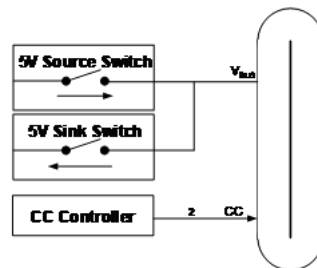 5V Source Switch
Vbus
5V Sink Switch
CC Controller
2
CC